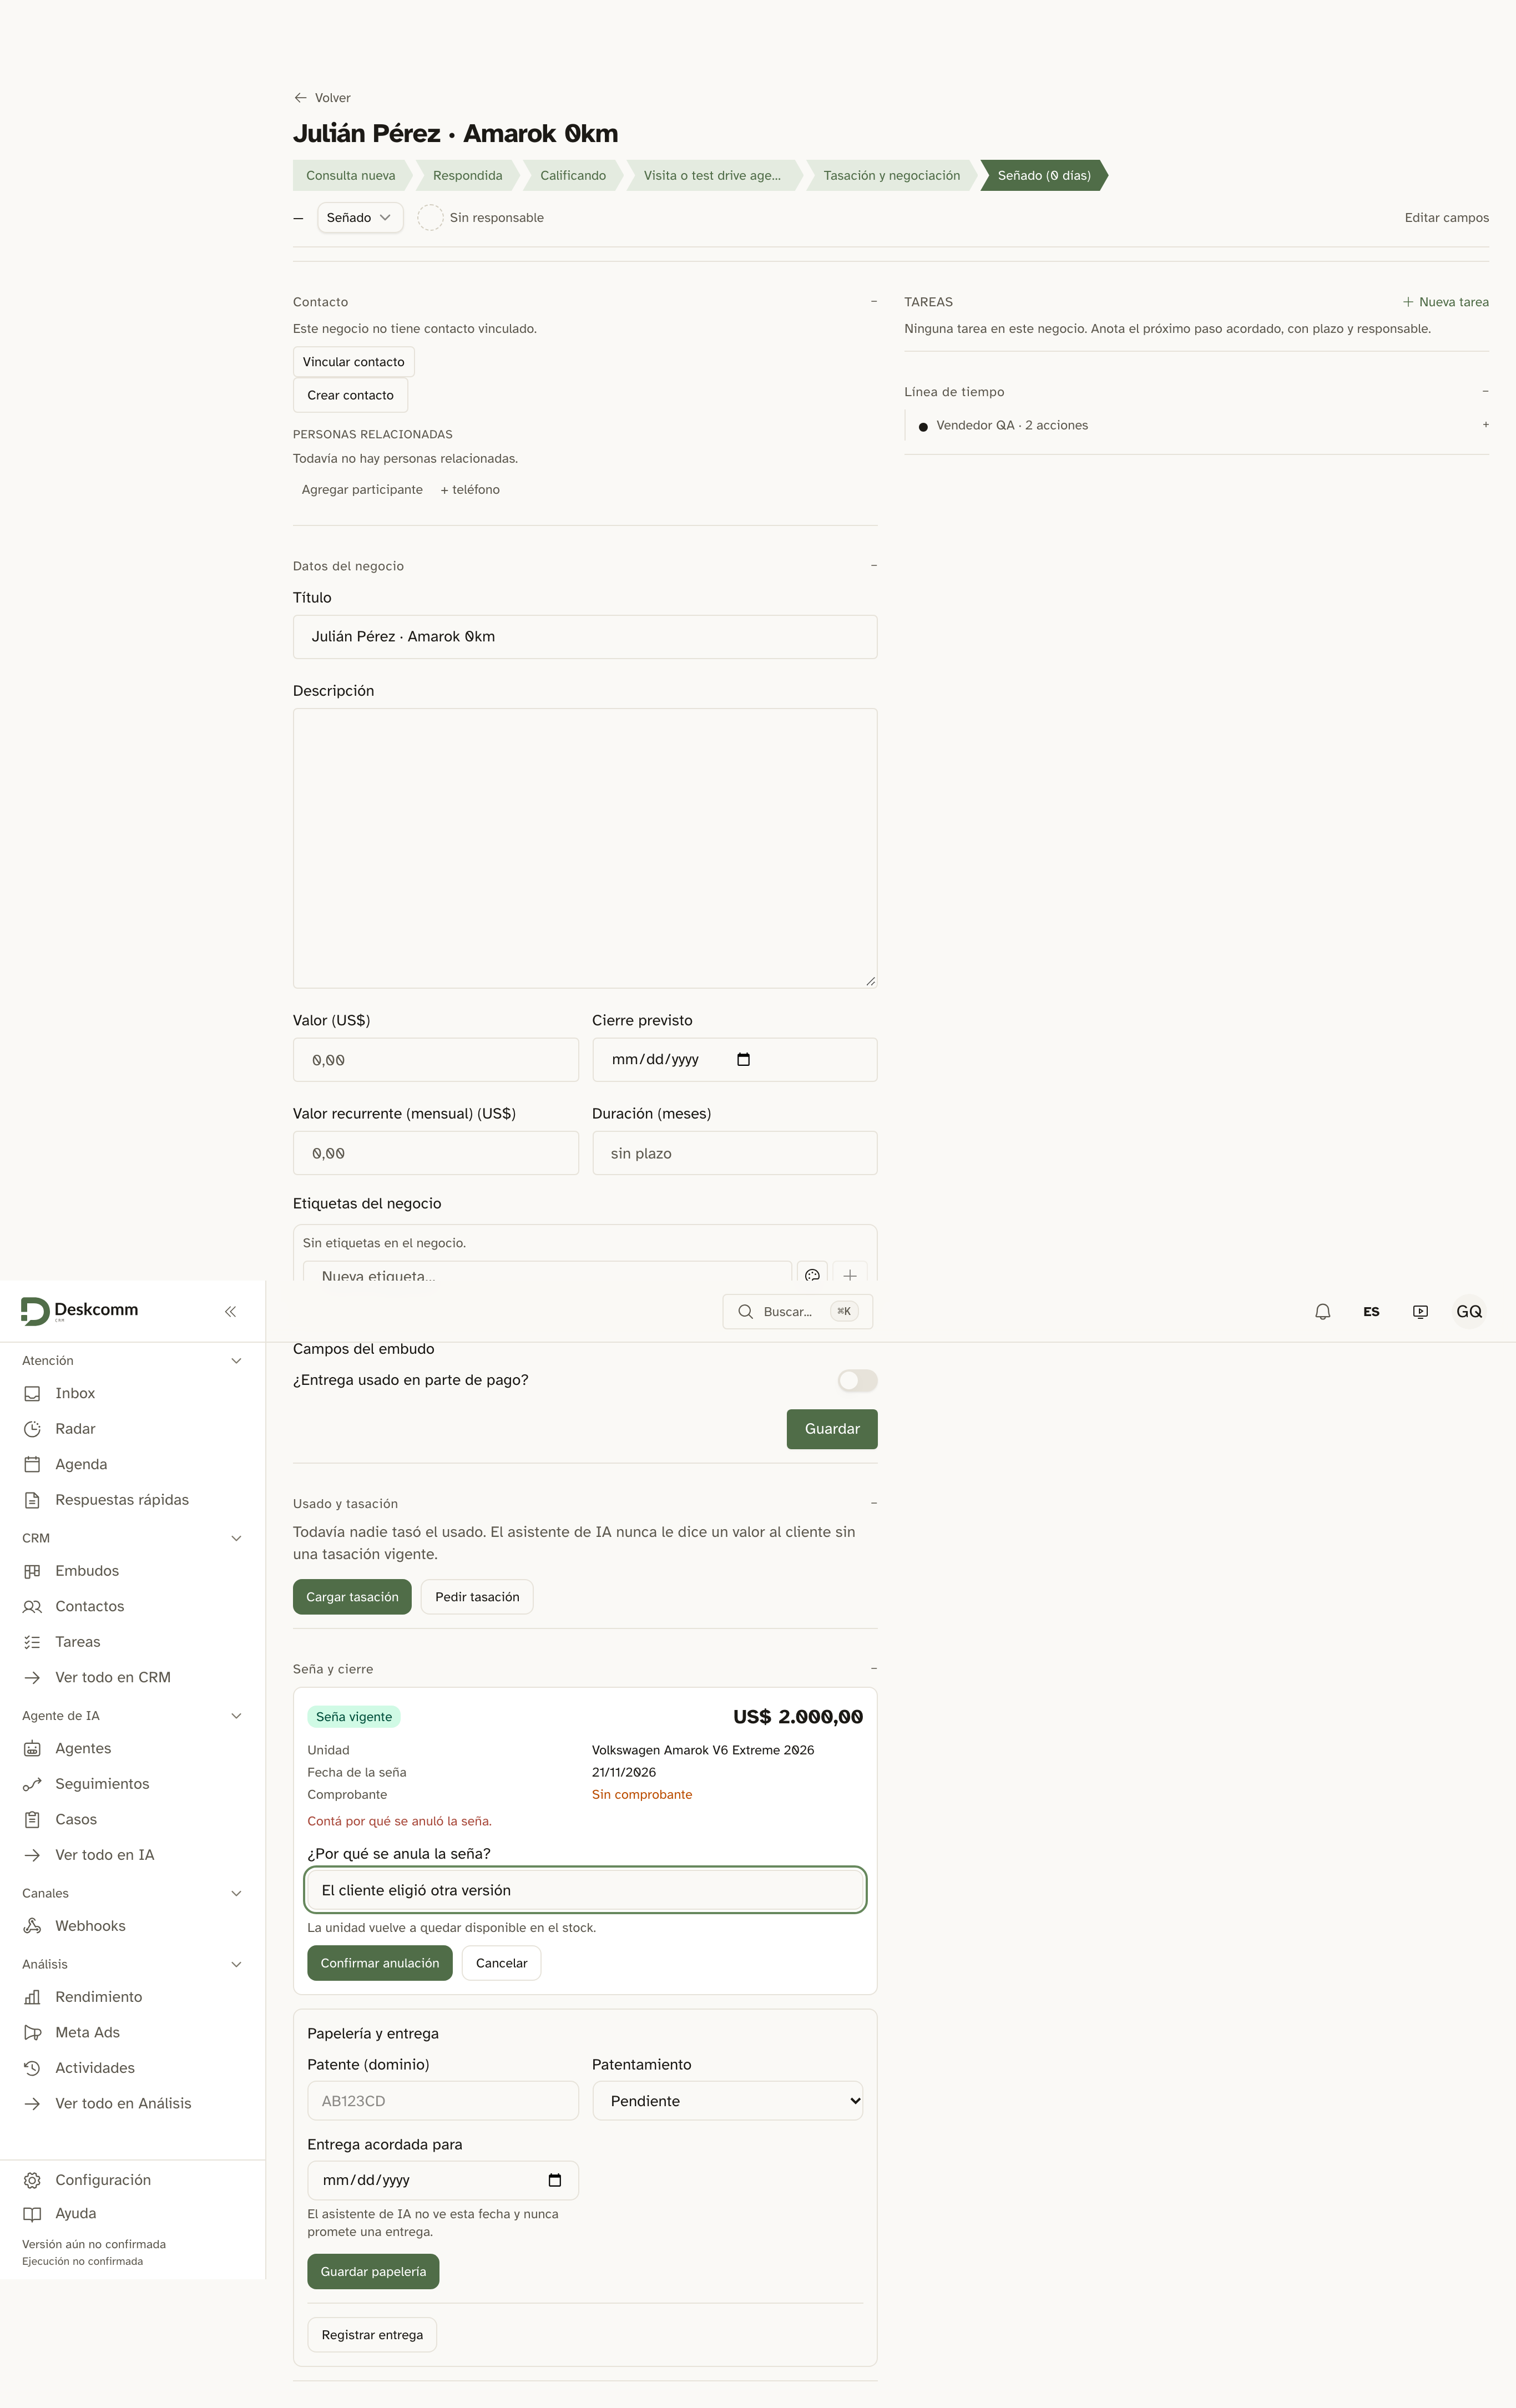 Volver
Julián Pérez · Amarok 0km
Consulta nueva
Respondida
Calificando
Visita o test drive age...
Tasación y negociación
Señado (0 días)
—
Señado
Sin responsable
Editar campos
Contacto
–
Este negocio no tiene contacto vinculado.
Vincular contacto
Crear contacto
PERSONAS RELACIONADAS
Todavía no hay personas relacionadas.
Agregar participante
+ teléfono
TAREAS
+ Nueva tarea
Ninguna tarea en este negocio. Anota el próximo paso acordado, con plazo y responsable.
Línea de tiempo
–
Vendedor QA · 2 acciones
+
Datos del negocio
–
Título
Julián Pérez · Amarok 0km
Descripción
Valor (US$)
Cierre previsto
0,00
mm/dd/yyyy
Valor recurrente (mensual) (US$)
Duración (meses)
0,00
sin plazo
Etiquetas del negocio
Sin etiquetas en el negocio.
Nueva etiqueta...
Deskcomm
CRM
Buscar...
⌘K
ES
GQ
Atención
Inbox
Radar
Agenda
Respuestas rápidas
CRM
Embudos
Contactos
Tareas
Ver todo en CRM
Agente de IA
Agentes
Seguimientos
Casos
Ver todo en IA
Canales
Webhooks
Análisis
Rendimiento
Meta Ads
Actividades
Ver todo en Análisis
Configuración
Ayuda
Versión aún no confirmada
Ejecución no confirmada
Campos del embudo
¿Entrega usado en parte de pago?
Guardar
Usado y tasación
–
Todavía nadie tasó el usado. El asistente de IA nunca le dice un valor al cliente sin
una tasación vigente.
Cargar tasación
Pedir tasación
Seña y cierre
–
Seña vigente
US$ 2.000,00
Unidad
Volkswagen Amarok V6 Extreme 2026
Fecha de la seña
21/11/2026
Comprobante
Sin comprobante
Contá por qué se anuló la seña.
¿Por qué se anula la seña?
El cliente eligió otra versión
La unidad vuelve a quedar disponible en el stock.
Confirmar anulación
Cancelar
Papelería y entrega
Patente (dominio)
Patentamiento
AB123CD
Pendiente
Entrega acordada para
mm/dd/yyyy
El asistente de IA no ve esta fecha y nunca
promete una entrega.
Guardar papelería
Registrar entrega